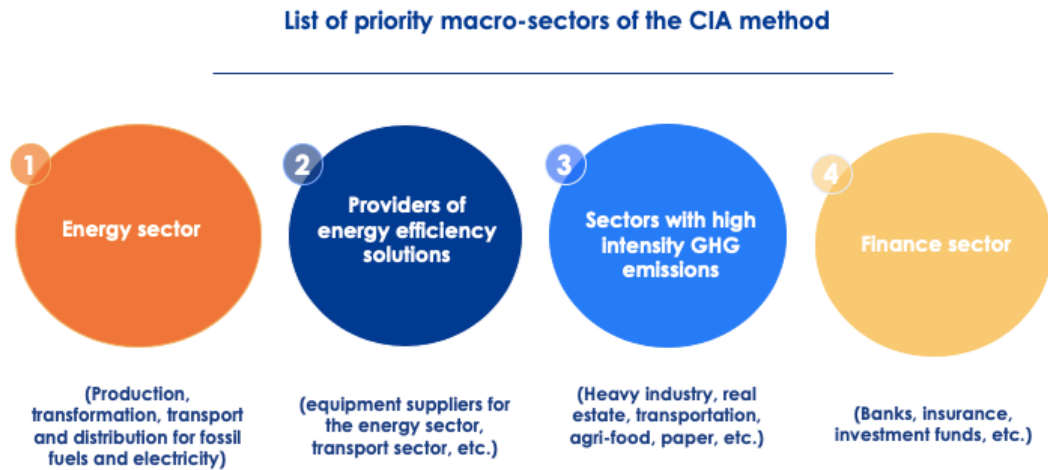 List of priority macro-sectors of the CIA method
1
Energy sector
(Production,
transformation, transport
and distribution for fossil
fuels and electricity)
2
Providers of
energy efficiency
solutions
(equipment suppliers for
the energy sector,
transport sector, etc.)
3
Sectors with high
intensity GHG
emissions
(Heavy industry, real
estate, transportation,
agri-food, paper, etc.)
4
Finance sector
(Banks, insurance,
investment funds, etc.)